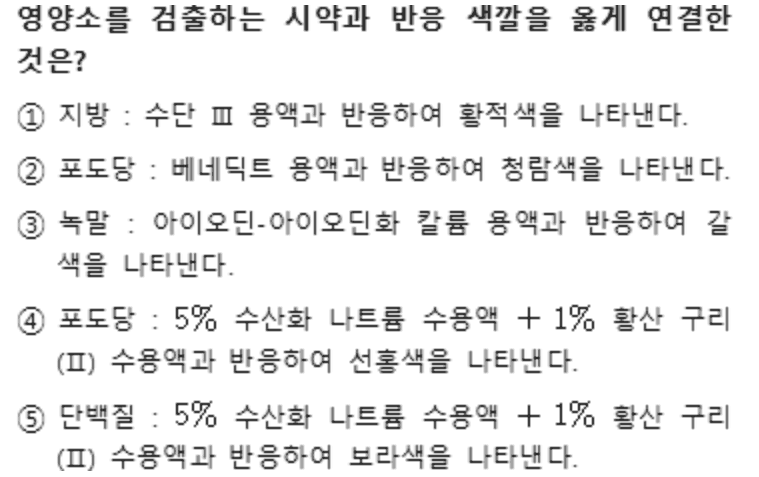 영양소를 검출하는 시약과 반응 색깔을 옳게 연결한
것은?
① 지방 : 수단 Ⅲ 용액과 반응하여 황적색을 나타낸다.
② 포도당 : 베네딕트 용액과 반응하여 청람색을 나타낸다.
③ 녹말 : 아이오딘-아이오딘화 칼륨 용액과 반응하여 갈
색을 나타낸다.
④ 포도당 : 5% 수산화 나트륨 수용액 + 1% 황산 구리
(Ⅱ) 수용액과 반응하여 선홍색을 나타낸다.
⑤ 단백질 : 5% 수산화 나트륨 수용액 + 1% 황산 구리
(Ⅱ) 수용액과 반응하여 보라색을 나타낸다.